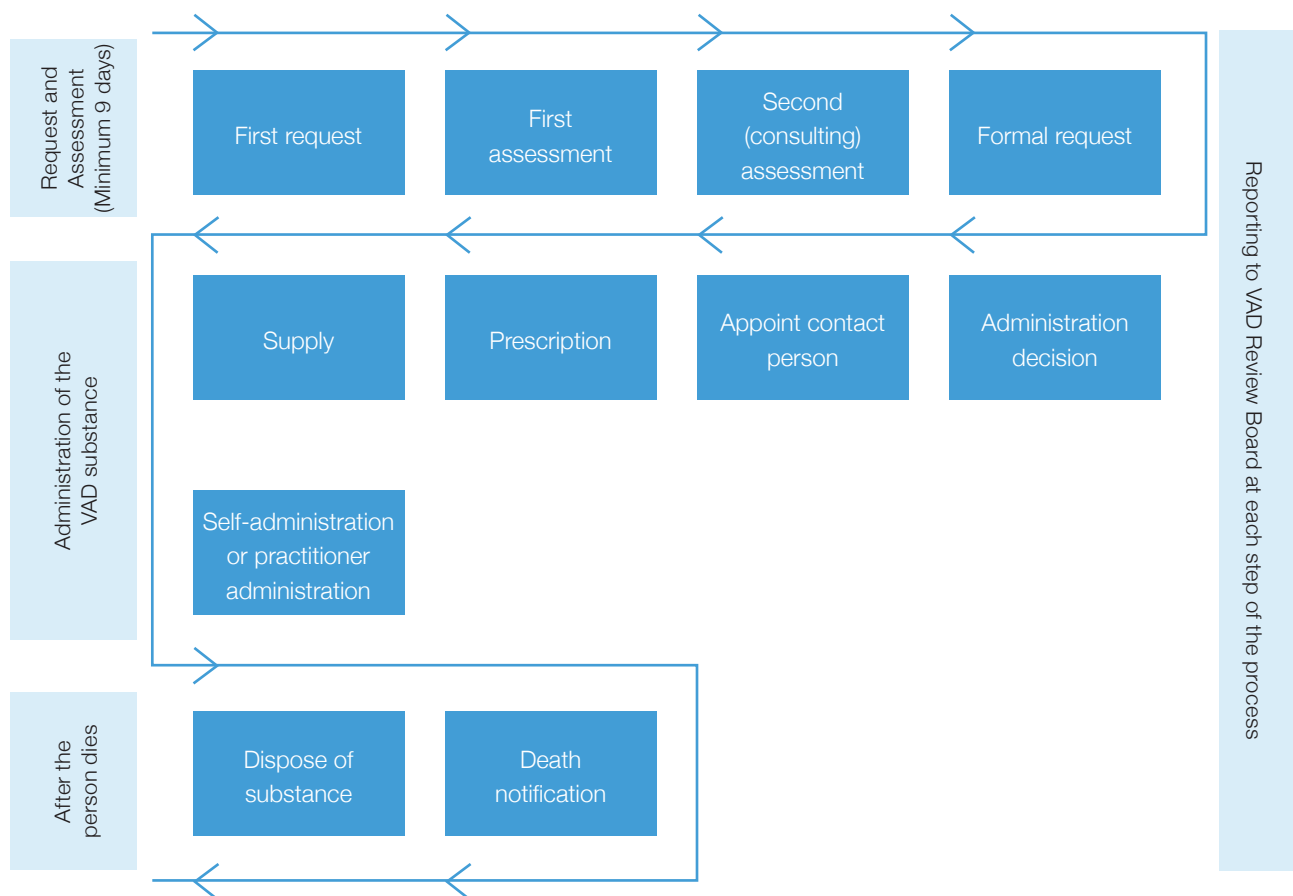 Request and
Assessment
(Minimum 9 days)
First request
First
assessment
Second
(consulting)
assessment
Formal request
Administration of the
VAD substance
Supply
Prescription
Appoint contact
person
Administration
decision
Self-administration
or practitioner
administration
After the
person dies
Dispose of
substance
Death
notification
Reporting to VAD Review Board at each step of the process